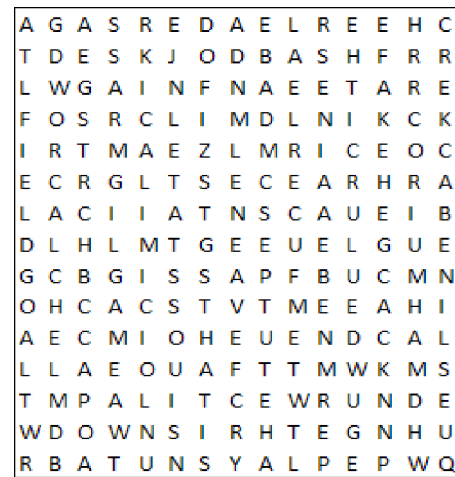 A G A S R E D A E L R E E H C
T D E S K J O D B A S H F R R
L W G A I N F N A E E T A R E
F O S R C L I M D L N I K C K
I R T M A E Z L M R I C E O C
E C R G L T S E C E A R H R A
L A C I I A T N S C A U E I B
D L H L M T G E E U E L G U E
G C B G I S S A P F B U C M N
O H C A C S T V T M E E A H I
A E C M I O H E U E N D C A L
L L A E O U A F T T M W K M S
T M P A L I T C E W R U N D E
W D O W N S I R H T E G N H U
R B A T U N S Y A L P E P W Q